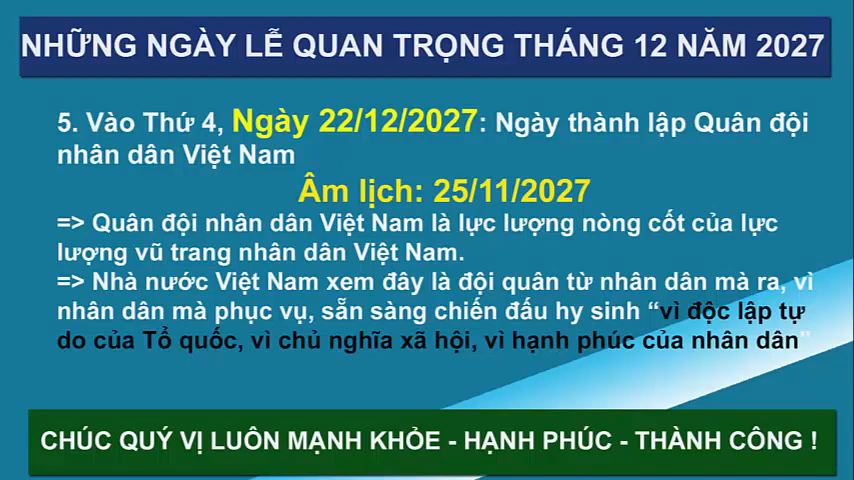 NHỮNG NGÀY LỄ QUAN TRỌNG THÁNG 12 NĂM 2027
5. Vào Thứ 4, Ngày 22/12/2027: Ngày thành lập Quân đội
nhân dân Việt Nam
Âm lịch: 25/11/2027
=> Quân đội nhân dân Việt Nam là lực lượng nòng cốt của lực
lượng vũ trang nhân dân Việt Nam.
=> Nhà nước Việt Nam xem đây là đội quân từ nhân dân mà ra, vì
nhân dân mà phục vụ, sẵn sàng chiến đấu hy sinh “vì độc lập tự
do của Tổ quốc, vì chủ nghĩa xã hội, vì hạnh phúc của nhân dân”
CHÚC QUÝ VỊ LUÔN MẠNH KHỎE - HẠNH PHÚC - THÀNH CÔNG !